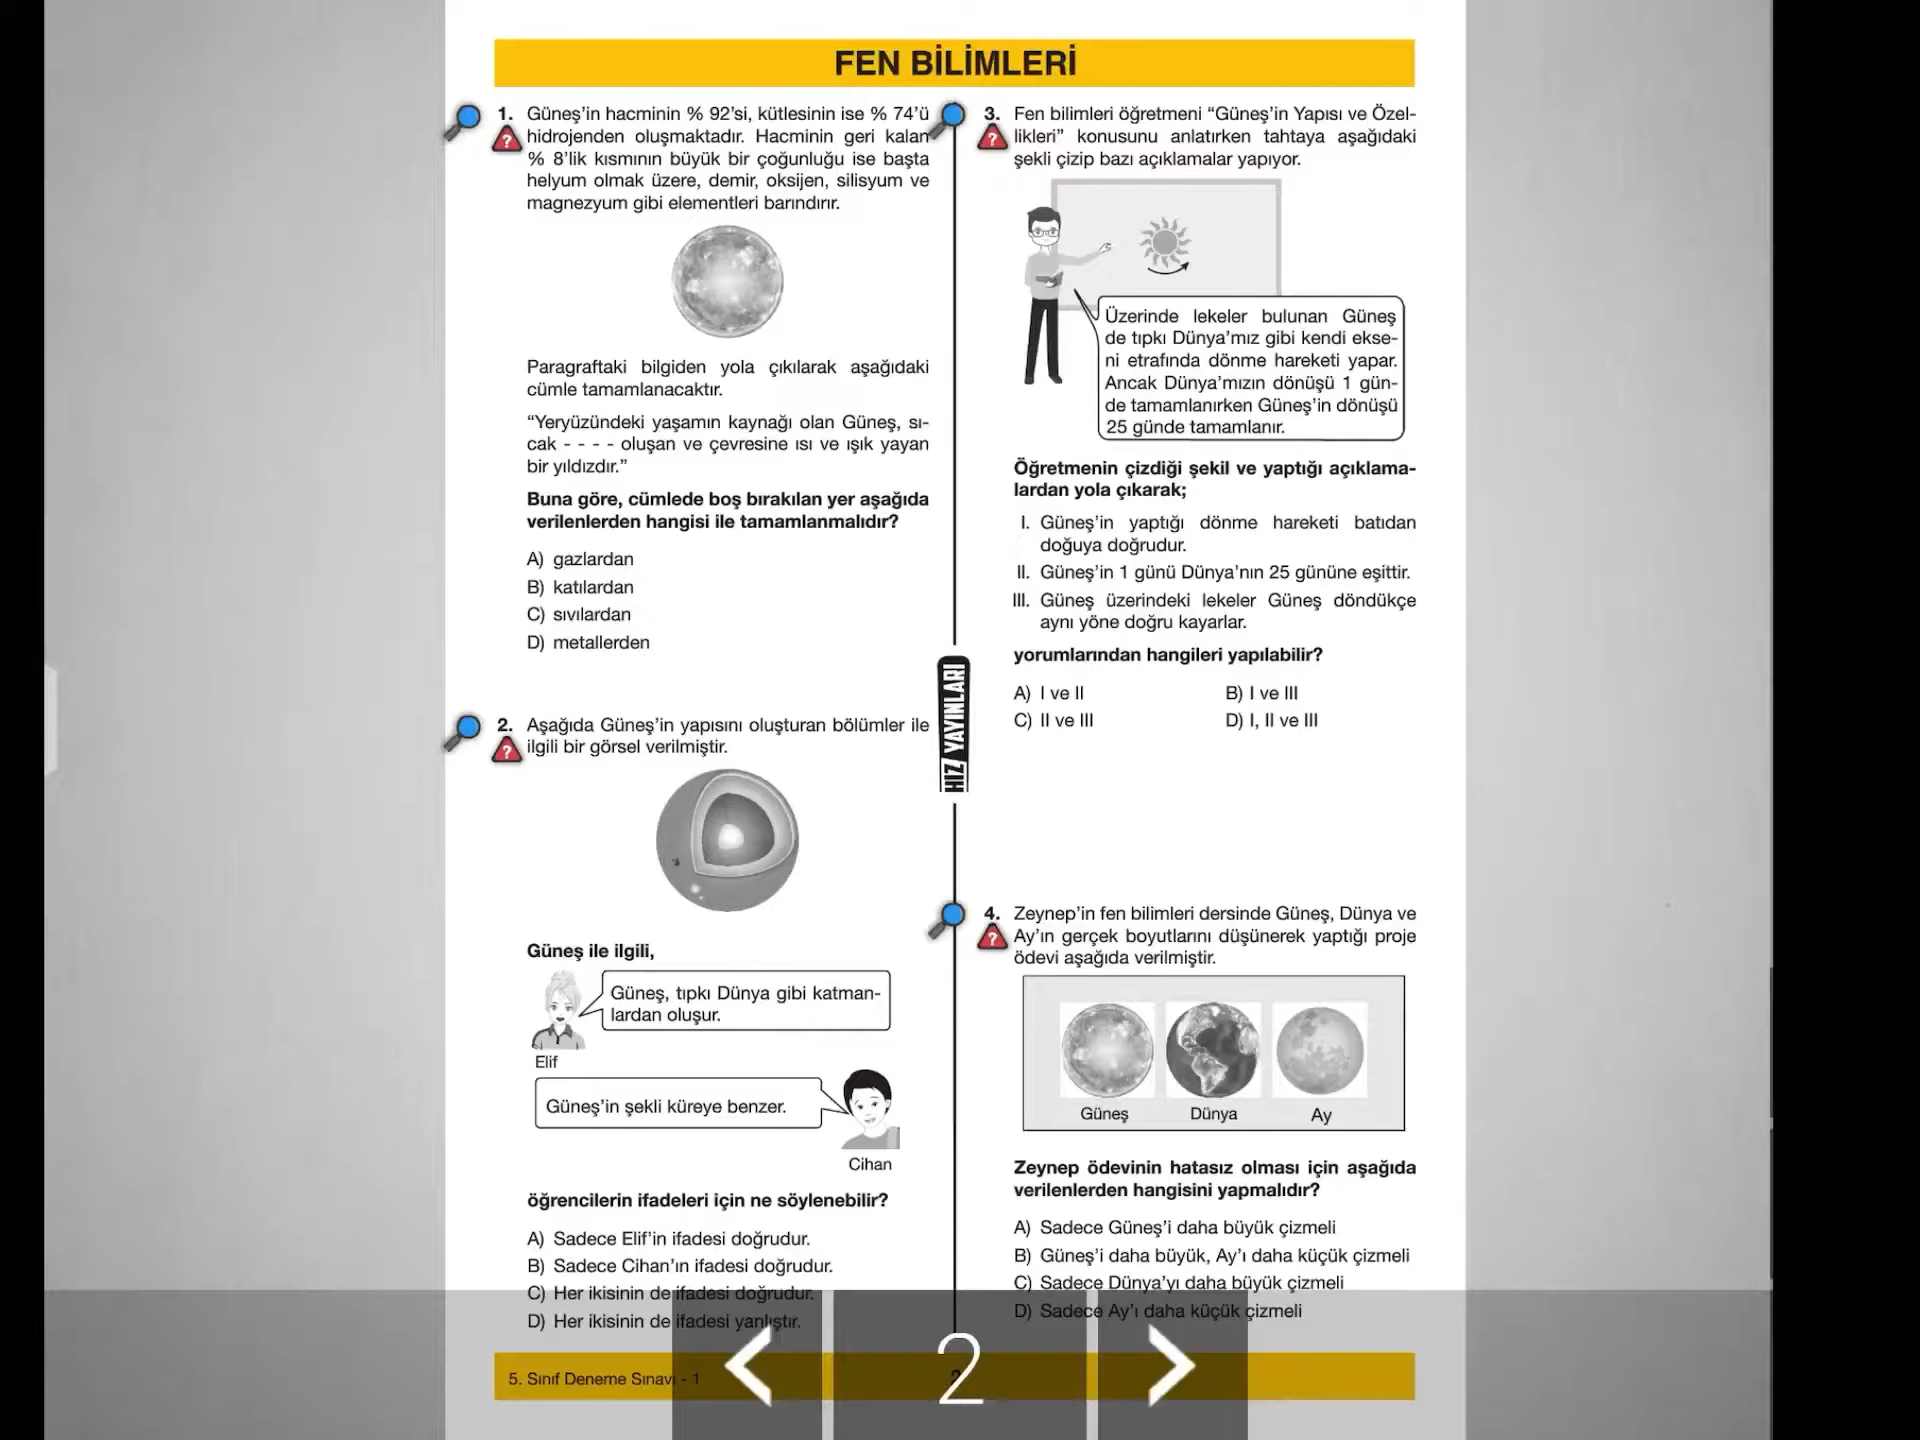 FEN BİLİMLERİ
1. Güneş’in hacminin % 92’si, kütlesinin ise % 74’ü
hidrojenden oluşmaktadır. Hacminin geri kalan
% 8’lik kısmının büyük bir çoğunluğu ise başta
helyum olmak üzere, demir, oksijen, silisyum ve
magnezyum gibi elementleri barındırır.
Paragraftaki bilgiden yola çıkılarak aşağıdaki
cümle tamamlanacaktır.
“Yeryüzündeki yaşamın kaynağı olan Güneş, sı-
cak - - - - oluşan ve çevresine ısı ve ışık yayan
bir yıldızdır.”
Buna göre, cümlede boş bırakılan yer aşağıda
verilenlerden hangisi ile tamamlanmalıdır?
A) gazlardan
B) katılardan
C) sıvılardan
D) metallerden
2. Aşağıda Güneş’in yapısını oluşturan bölümler ile
ilgili bir görsel verilmiştir.
Güneş ile ilgili,
Güneş, tıpkı Dünya gibi katman-
lardan oluşur.
Elif
Güneş’in şekli küreye benzer.
Cihan
öğrencilerin ifadeleri için ne söylenebilir?
A) Sadece Elif’in ifadesi doğrudur.
B) Sadece Cihan’ın ifadesi doğrudur.
C) Her ikisinin de ifadesi doğrudur.
D) Her ikisinin de ifadesi yanlıştır.
HIZ YAYINLARI
3. Fen bilimleri öğretmeni “Güneş’in Yapısı ve Özel-
likleri” konusunu anlatırken tahtaya aşağıdaki
şekli çizip bazı açıklamalar yapıyor.
Üzerinde lekeler bulunan Güneş
de tıpkı Dünya’mız gibi kendi ekse-
ni etrafında dönme hareketi yapar.
Ancak Dünya’mızın dönüşü 1 gün-
de tamamlanırken Güneş’in dönüşü
25 günde tamamlanır.
Öğretmenin çizdiği şekil ve yaptığı açıklama-
lardan yola çıkarak;
I. Güneş’in yaptığı dönme hareketi batıdan
doğuya doğrudur.
II. Güneş’in 1 günü Dünya’nın 25 gününe eşittir.
III. Güneş üzerindeki lekeler Güneş döndükçe
aynı yöne doğru kayarlar.
yorumlarından hangileri yapılabilir?
A) I ve II B) I ve III
C) II ve III D) I, II ve III
4. Zeynep’in fen bilimleri dersinde Güneş, Dünya ve
Ay’ın gerçek boyutlarını düşünerek yaptığı proje
ödevi aşağıda verilmiştir.
Güneş Dünya Ay
Zeynep ödevinin hatasız olması için aşağıda
verilenlerden hangisini yapmalıdır?
A) Sadece Güneş’i daha büyük çizmeli
B) Güneş’i daha büyük, Ay’ı daha küçük çizmeli
C) Sadece Dünya’yı daha büyük çizmeli
D) Sadece Ay’ı daha küçük çizmeli
5. Sınıf Deneme Sınavı - 1
2